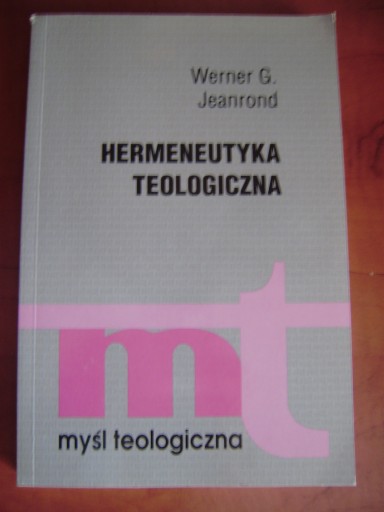 Werner G.
Jeanrond
HERMENEUTYKA
TEOLOGICZNA
mt
myśl teologiczna